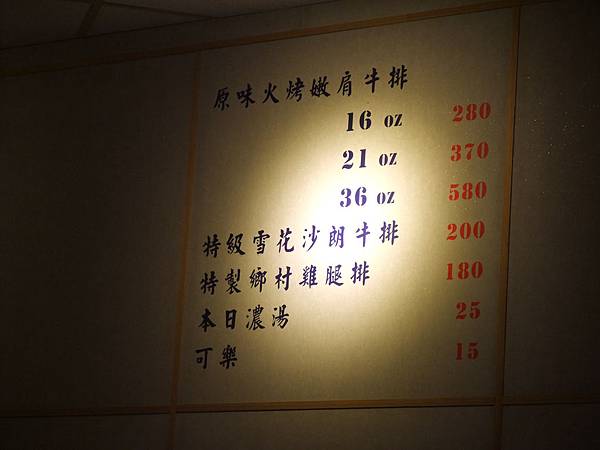 原味火烤嫩肩牛排
16 oz 280
21 oz 370
36 oz 580
特級雪花沙朗牛排 200
特製鄉村雞腿排 180
本日濃湯 25
可樂 15